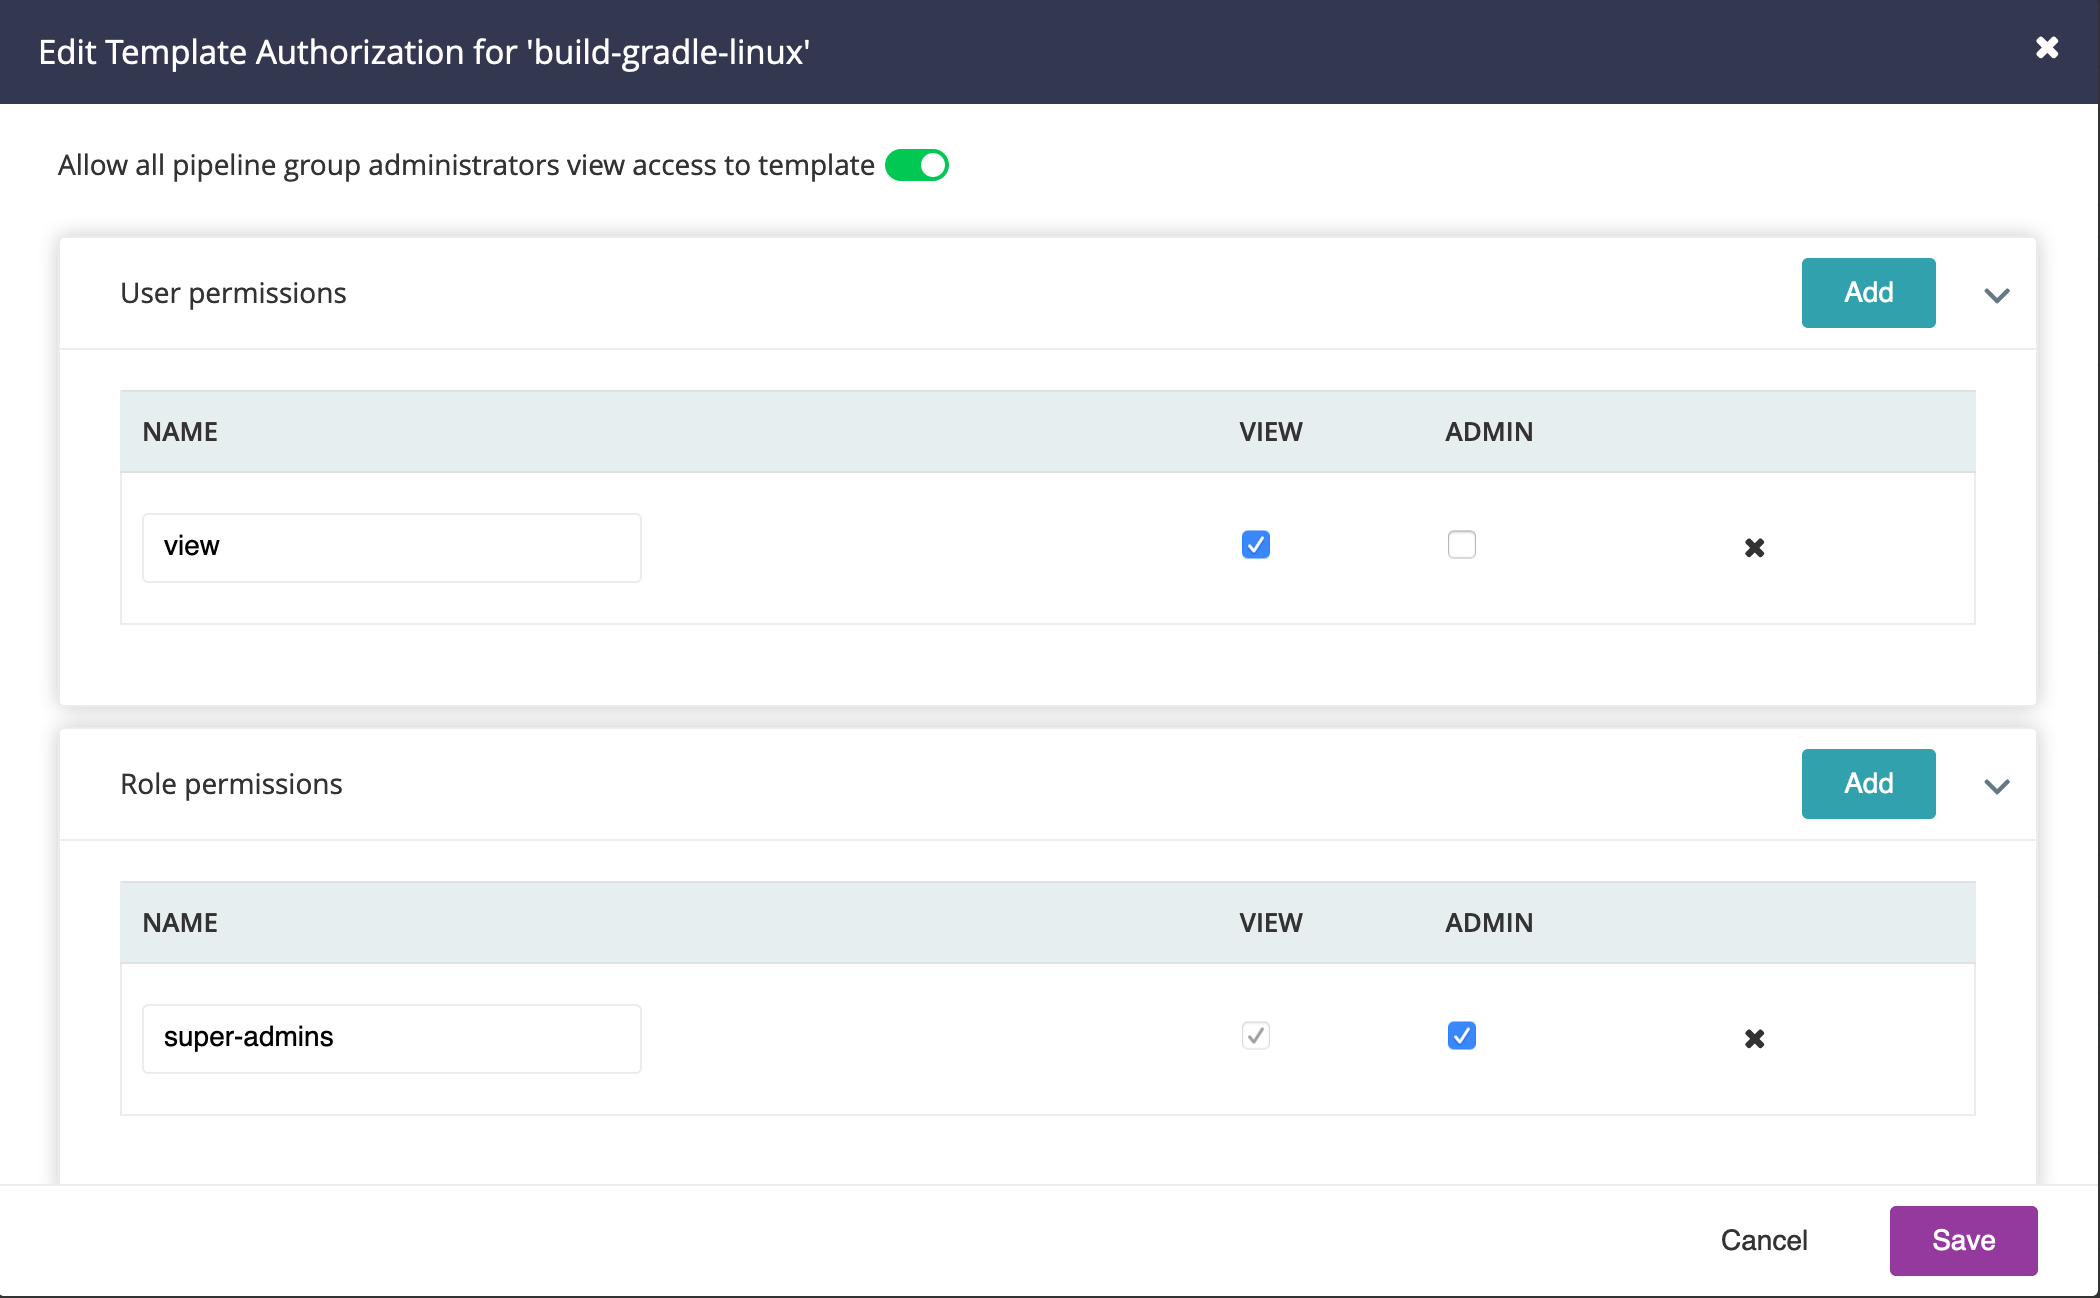 Edit Template Authorization for 'build-gradle-linux'
Allow all pipeline group administrators view access to template
User permissions
Add
NAME VIEW ADMIN
view
Role permissions
Add
NAME VIEW ADMIN
super-admins
Cancel Save